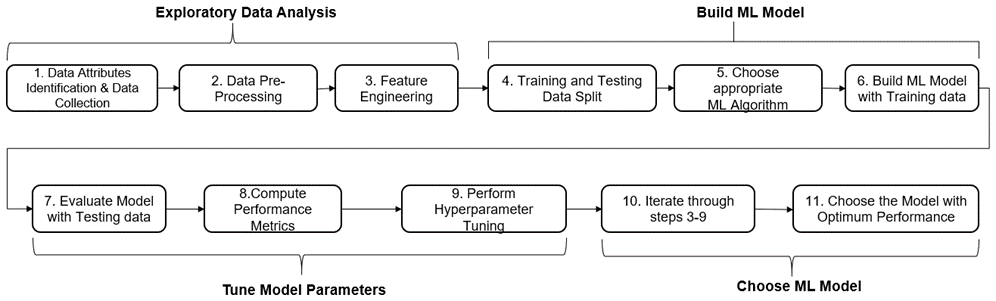 Exploratory Data Analysis
Build ML Model
1. Data Attributes
Identification & Data
Collection
2. Data Pre-
Processing
3. Feature
Engineering
4. Training and Testing
Data Split
5. Choose
appropriate
ML Algorithm
6. Build ML Model
with Training data
7. Evaluate Model
with Testing data
8.Compute
Performance
Metrics
9. Perform
Hyperparameter
Tuning
10. Iterate through
steps 3-9
11. Choose the Model with
Optimum Performance
Tune Model Parameters
Choose ML Model